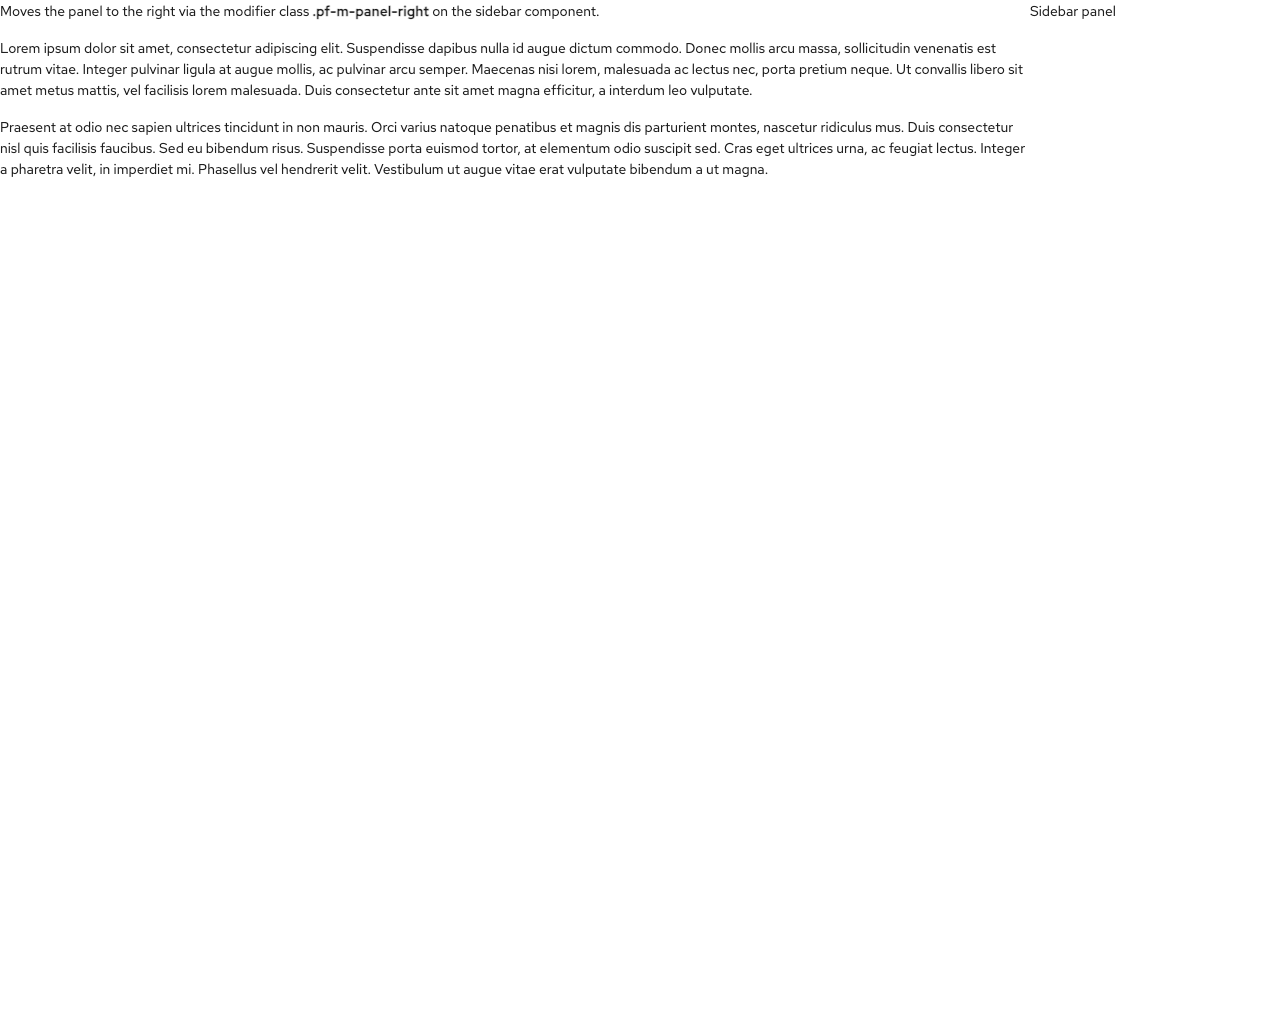 Moves the panel to the right via the modifier class .pf-m-panel-right on the sidebar component.
Lorem ipsum dolor sit amet, consectetur adipiscing elit. Suspendisse dapibus nulla id augue dictum commodo. Donec mollis arcu massa, sollicitudin venenatis est
rutrum vitae. Integer pulvinar ligula at augue mollis, ac pulvinar arcu semper. Maecenas nisi lorem, malesuada ac lectus nec, porta pretium neque. Ut convallis libero sit
amet metus mattis, vel facilisis lorem malesuada. Duis consectetur ante sit amet magna efficitur, a interdum leo vulputate.
Praesent at odio nec sapien ultrices tincidunt in non mauris. Orci varius natoque penatibus et magnis dis parturient montes, nascetur ridiculus mus. Duis consectetur
nisl quis facilisis faucibus. Sed eu bibendum risus. Suspendisse porta euismod tortor, at elementum odio suscipit sed. Cras eget ultrices urna, ac feugiat lectus. Integer
a pharetra velit, in imperdiet mi. Phasellus vel hendrerit velit. Vestibulum ut augue vitae erat vulputate bibendum a ut magna.
Sidebar panel